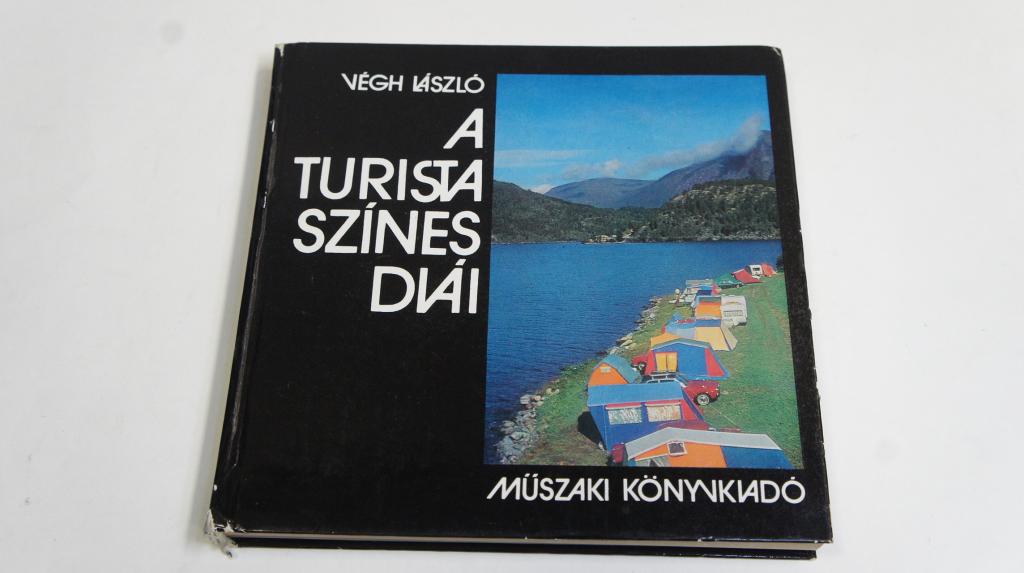 VÉGH LÁSZLÓ
A
TURISTA
SZÍNES
DIÁI
MŰSZAKI KÖNYVKIADÓ